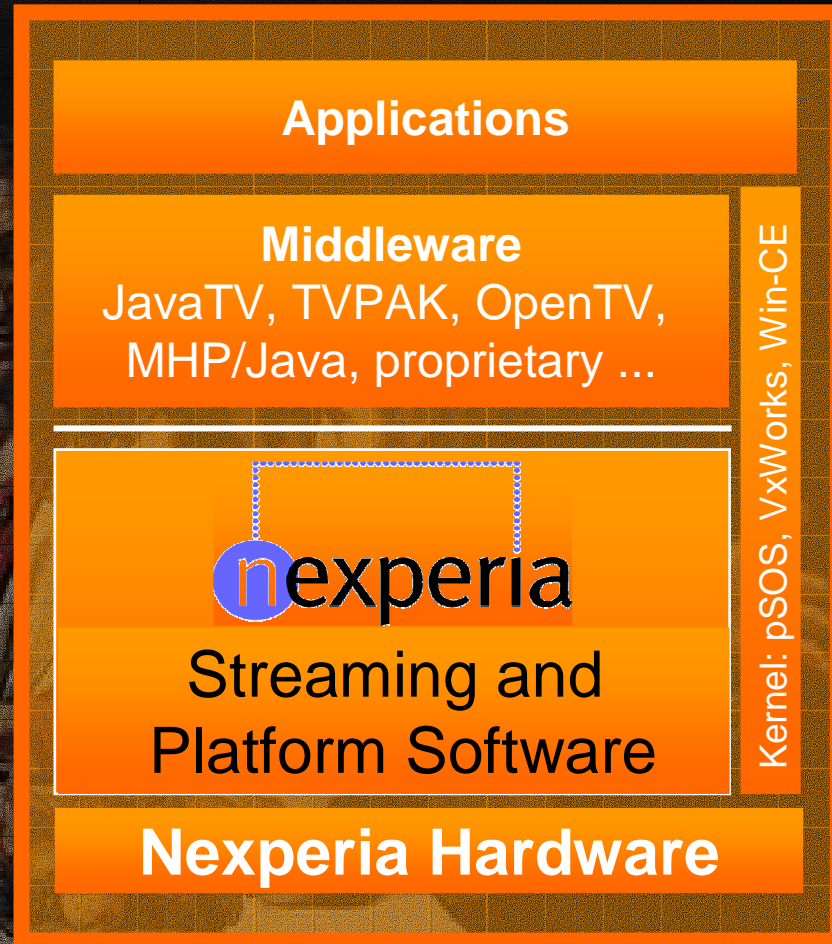 Applications
Middleware
JavaTV, TVPAK, OpenTV,
MHP/Java, proprietary ...
Kernel: pSOS, VxWorks, Win-CE
nexperia
Streaming and
Platform Software
Nexperia Hardware